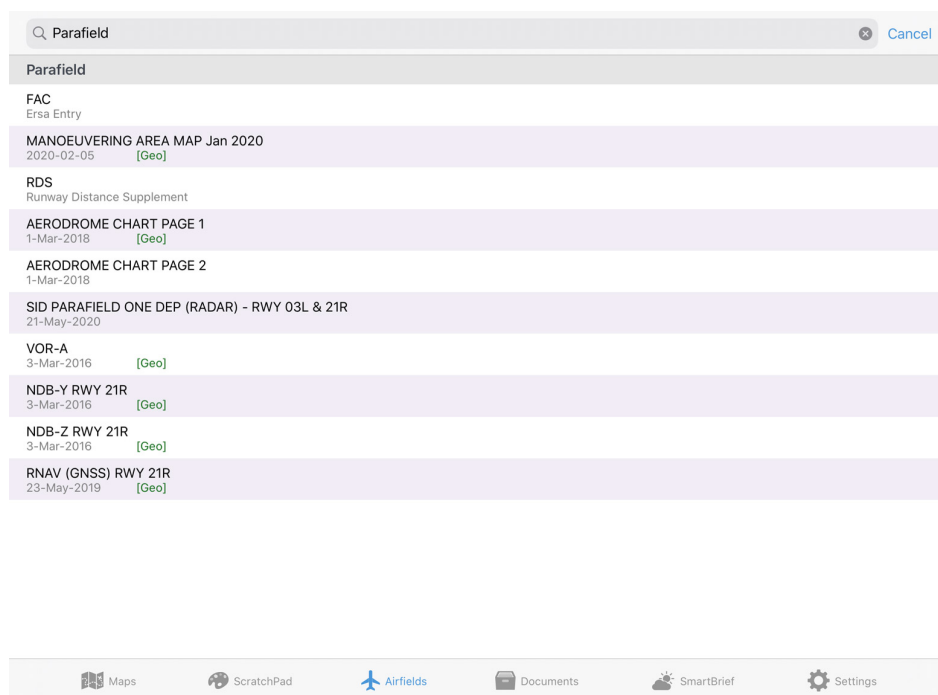 Parafield
Cancel
Parafield
FAC
Ersa Entry
MANOEUVERING AREA MAP Jan 2020
2020-02-05 [Geo]
RDS
Runway Distance Supplement
AERODROME CHART PAGE 1
1-Mar-2018 [Geo]
AERODROME CHART PAGE 2
1-Mar-2018
SID PARAFIELD ONE DEP (RADAR) - RWY 03L & 21R
21-May-2020
VOR-A
3-Mar-2016 [Geo]
NDB-Y RWY 21R
3-Mar-2016 [Geo]
NDB-Z RWY 21R
3-Mar-2016 [Geo]
RNAV (GNSS) RWY 21R
23-May-2019 [Geo]
Maps ScratchPad Airfields Documents SmartBrief Settings